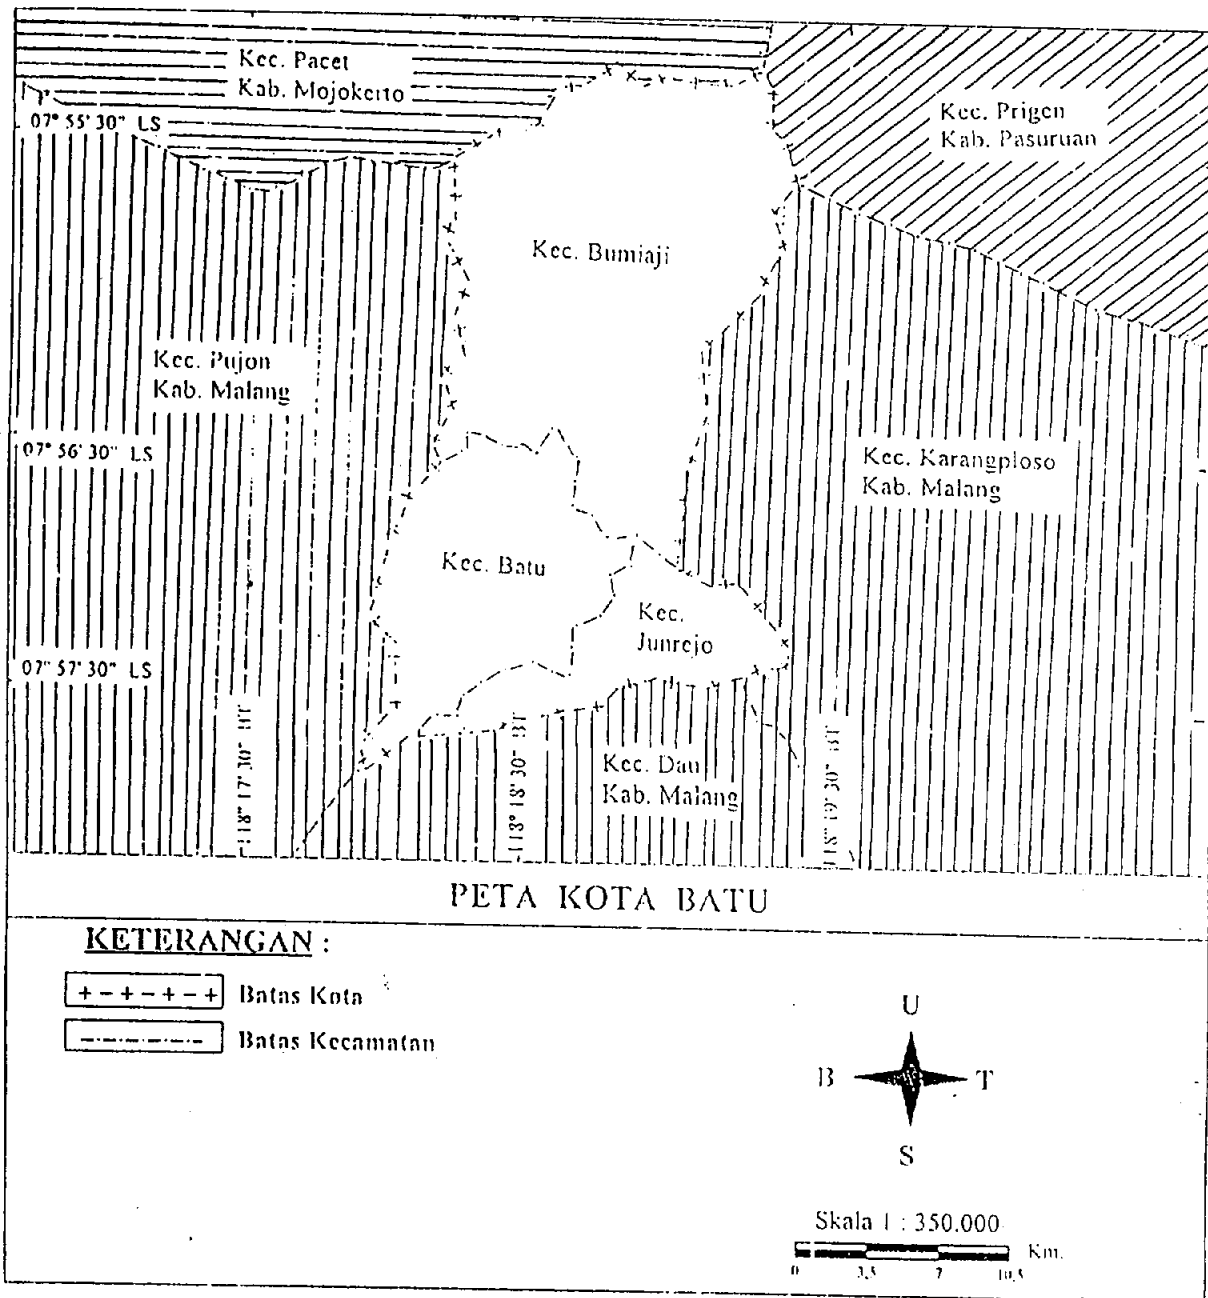 Kec. Pacet
Kab. Mojokerto
07° 55' 30" LS
Kec. Prigen
Kab. Pasuruan
Kec. Bumiaji
Kec. Pujon
Kab. Malang
07° 56' 30" LS
Kec. Karangploso
Kab. Malang
Kec. Batu
Kec.
Junrejo
07" 57' 30" LS
118" 17' 30" BT
118° 18' 30" BT
118" 19' 30" BT
Kec. Dau
Kab. Malang
PETA KOTA BATU
KETERANGAN :
Batas Kota
Batas Kecamatan
U
B
T
S
Skala 1 : 350.000
Km.
0 3,5 7 10,5